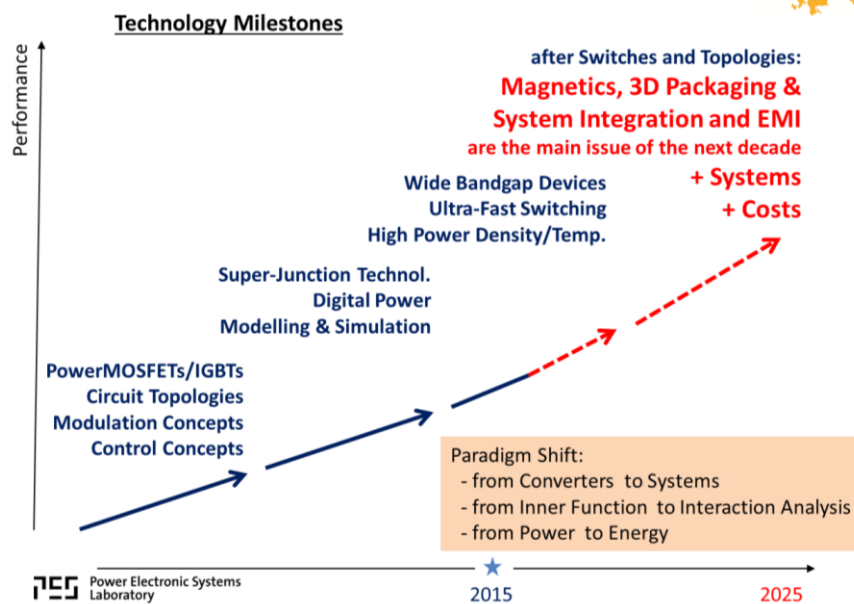 Technology Milestones
Performance
after Switches and Topologies:
Magnetics, 3D Packaging &
System Integration and EMI
are the main issue of the next decade
+ Systems
+ Costs
Wide Bandgap Devices
Ultra-Fast Switching
High Power Density/Temp.
Super-Junction Technol.
Digital Power
Modelling & Simulation
PowerMOSFETs/IGBTs
Circuit Topologies
Modulation Concepts
Control Concepts
Paradigm Shift:
- from Converters to Systems
- from Inner Function to Interaction Analysis
- from Power to Energy
PES Power Electronic Systems
Laboratory
2015
2025